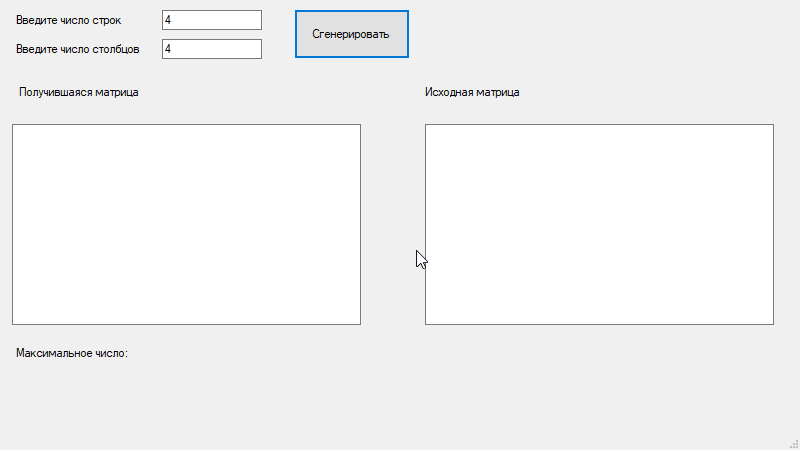 Введите число строк 4
Сгенерировать
Введите число столбцов 4
Получившаяся матрица
Исходная матрица
Максимальное число: